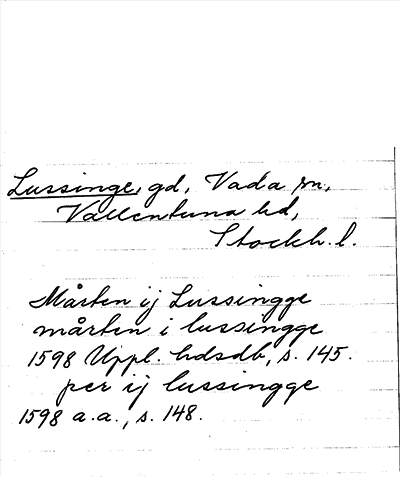 Lussinge, gd, Vada sn,
Vallentuna hd,
Stockh. l.
Mårten ij Lussingge
mårten i lussingge
1598 Uppl. hdsdb, s. 145.
per ij lussingge
1598 a.a., s. 148.